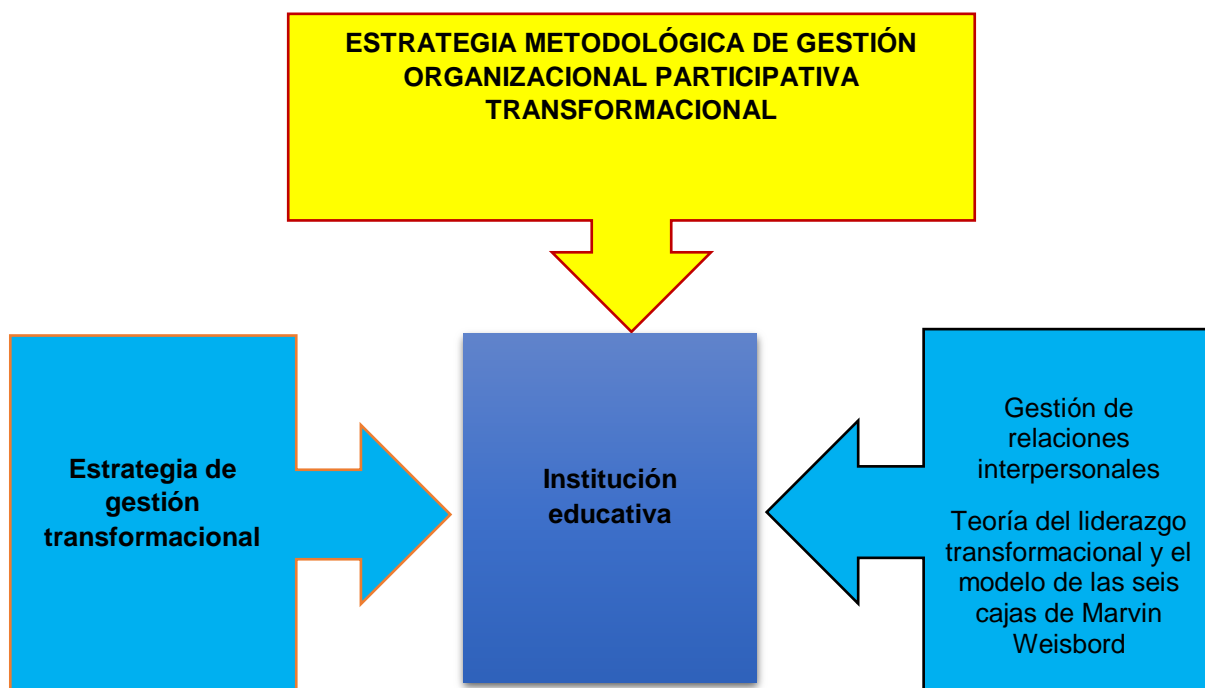 ESTRATEGIA METODOLÓGICA DE GESTIÓN
ORGANIZACIONAL PARTICIPATIVA
TRANSFORMACIONAL
Estrategia de
gestión
transformacional
Institución
educativa
Gestión de
relaciones
interpersonales
Teoría del liderazgo
transformacional y el
modelo de las seis
cajas de Marvin
Weisbord